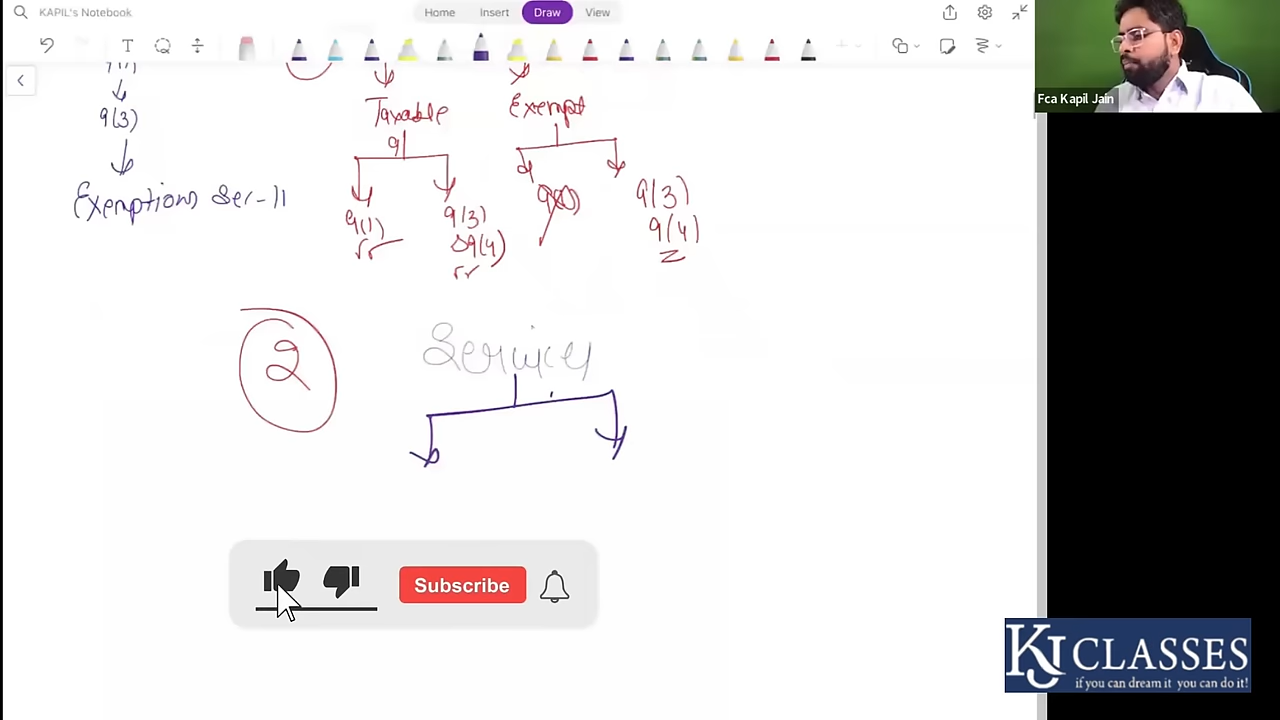 KAPIL's Notebook
Home Insert Draw View
T
Fca Kapil Jain
9(3)
Exemptions Sec-11
Taxable
9
9(1)
9(3)
9(4)
Exempt
9(3)
9(4)
2
Services
Subscribe
KJ CLASSES
if you can dream it you can do it!